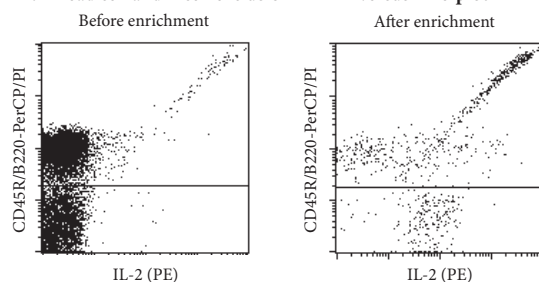 Before enrichment
After enrichment
CD45R/B220-PerCP/PI
CD45R/B220-PerCP/PI
IL-2 (PE)
IL-2 (PE)